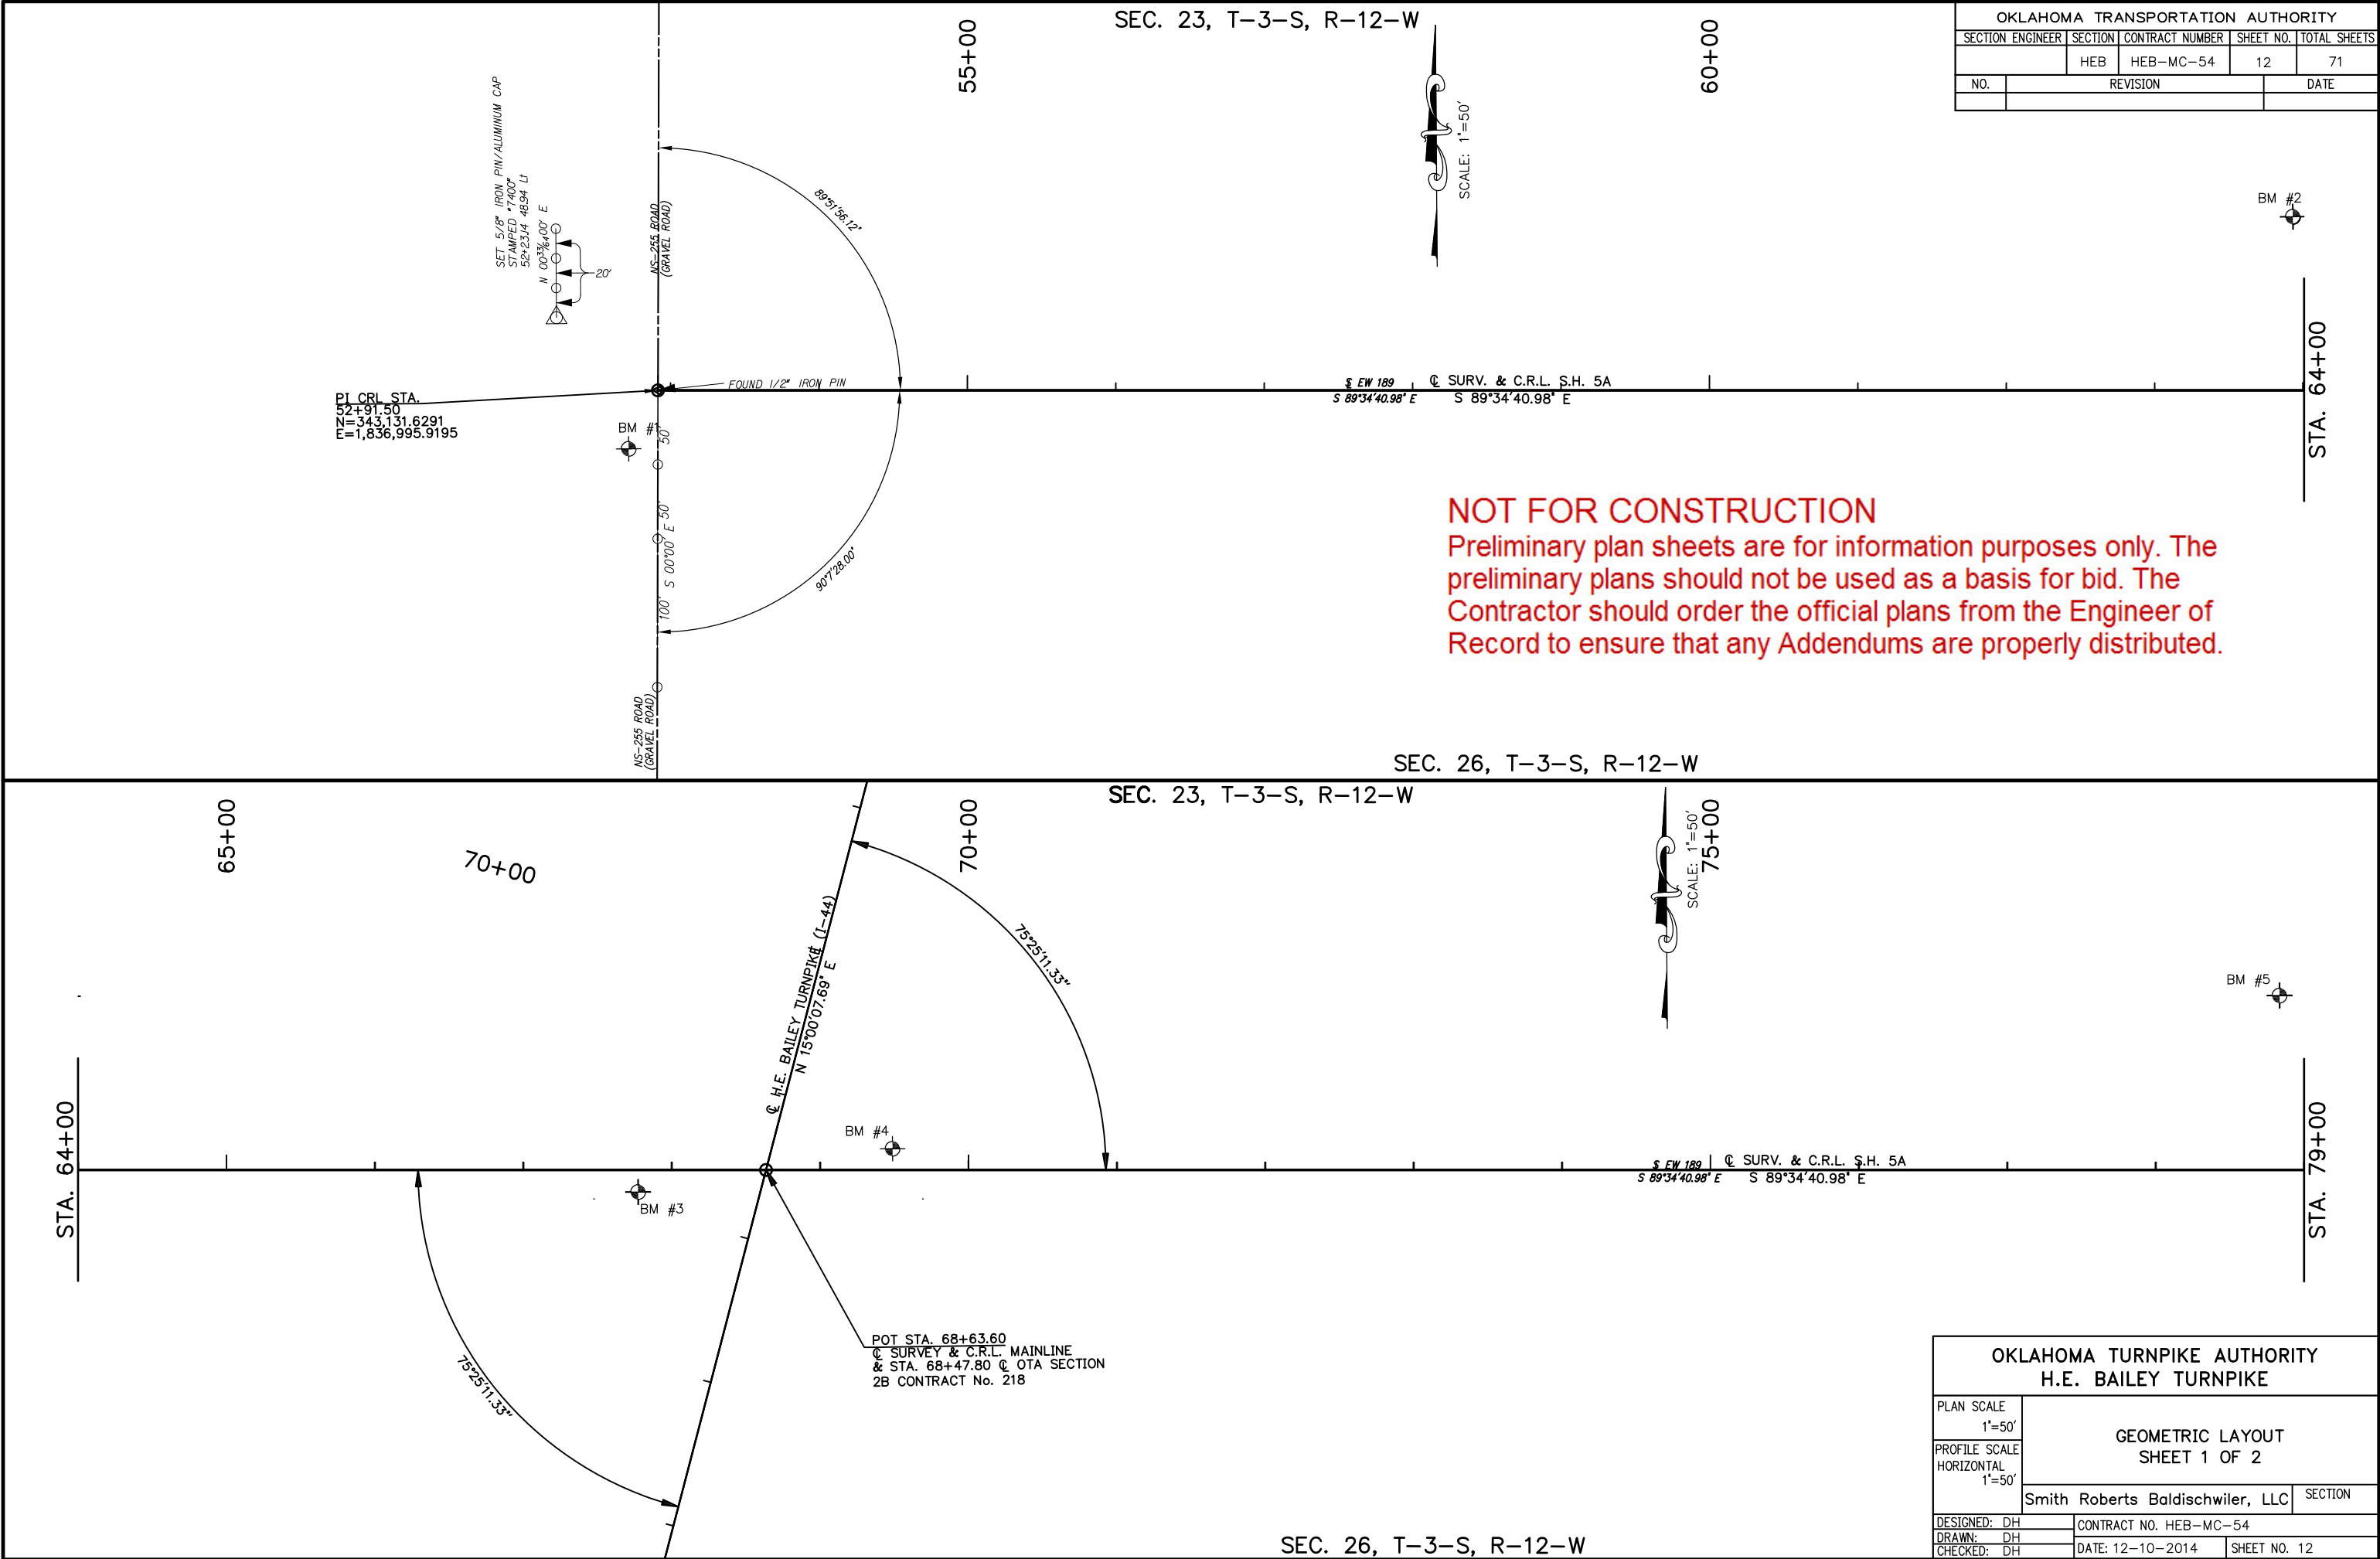 SEC. 23, T-3-S, R-12-W
55+00
60+00
OKLAHOMA TRANSPORTATION AUTHORITY
SECTION ENGINEER SECTION CONTRACT NUMBER SHEET NO. TOTAL SHEETS
HEB HEB-MC-54 12 71
NO. REVISION DATE
SET 5/8" IRON PIN/ALUMINUM CAP
STAMPED "7400"
52+23.14 48.94 Lt
E
20'
NS-255 ROAD
(GRAVEL ROAD)
89°51'56.12"
SCALE: 1"=50'
BM #2
FOUND 1/2" IRON PIN
PI CRL STA.
52+91.50
N=343,131.6291
E=1,836,995.9195
BM #1
50'
50'
100' S 00°00' E
90°7'28.00"
NS-255 ROAD
(GRAVEL ROAD)
EW 189
S 89°34'40.98" E
℄ SURV. & C.R.L. S.H. 5A
S 89°34'40.98" E
STA. 64+00
NOT FOR CONSTRUCTION
Preliminary plan sheets are for information purposes only. The
preliminary plans should not be used as a basis for bid. The
Contractor should order the official plans from the Engineer of
Record to ensure that any Addendums are properly distributed.
SEC. 26, T-3-S, R-12-W
SEC. 23, T-3-S, R-12-W
65+00
70+00
70+00
75+00
SCALE: 1"=50'
℄ H.E. BAILEY TURNPIKE (I-44)
N 15°00'07.69" E
75°25'11.33"
BM #5
STA. 64+00
BM #4
BM #3
EW 189
S 89°34'40.98" E
℄ SURV. & C.R.L. S.H. 5A
S 89°34'40.98" E
STA. 79+00
75°25'11.33"
POT STA. 68+63.60
℄ SURVEY & C.R.L. MAINLINE
& STA. 68+47.80 ℄ OTA SECTION
2B CONTRACT No. 218
SEC. 26, T-3-S, R-12-W
OKLAHOMA TURNPIKE AUTHORITY
H.E. BAILEY TURNPIKE
PLAN SCALE
1"=50'
PROFILE SCALE
HORIZONTAL
1"=50'
GEOMETRIC LAYOUT
SHEET 1 OF 2
Smith Roberts Baldischwiler, LLC SECTION
DESIGNED: DH
DRAWN: DH
CHECKED: DH
CONTRACT NO. HEB-MC-54
DATE: 12-10-2014 SHEET NO. 12